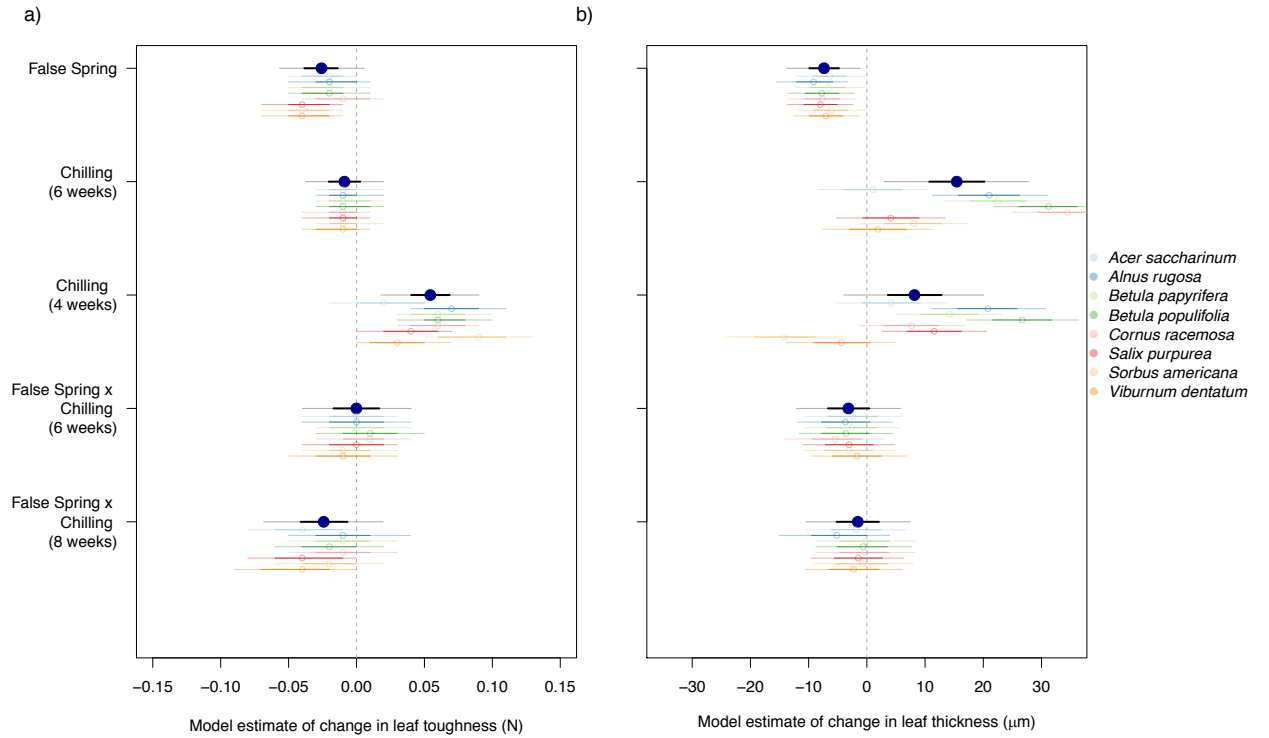 a)
False Spring
Chilling
(6 weeks)
Chilling
(4 weeks)
False Spring x
Chilling
(6 weeks)
False Spring x
Chilling
(8 weeks)
−0.15 −0.10 −0.05 0.00 0.05 0.10 0.15
Model estimate of change in leaf toughness (N)
b)
−30 −20 −10 0 10 20 30
Model estimate of change in leaf thickness (μm)
Acer saccharinum
Alnus rugosa
Betula papyrifera
Betula populifolia
Cornus racemosa
Salix purpurea
Sorbus americana
Viburnum dentatum